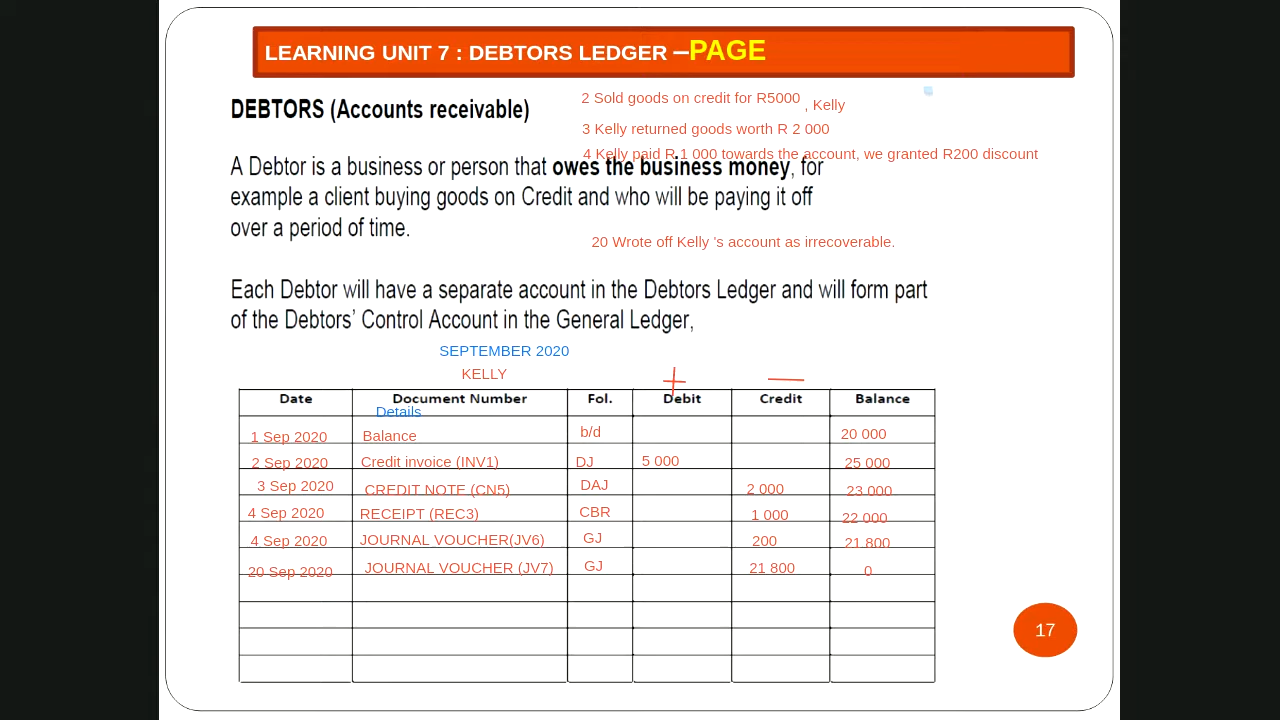 LEARNING UNIT 7 : DEBTORS LEDGER –PAGE
2 Sold goods on credit for R5000 , Kelly
DEBTORS (Accounts receivable)
3 Kelly returned goods worth R 2 000
4 Kelly paid R 1 000 towards the account, we granted R200 discount
A Debtor is a business or person that owes the business money, for
example a client buying goods on Credit and who will be paying it off
over a period of time.
20 Wrote off Kelly 's account as irrecoverable.
Each Debtor will have a separate account in the Debtors Ledger and will form part
of the Debtors' Control Account in the General Ledger,
SEPTEMBER 2020
KELLY
+ —
Date Document Number Fol. Debit Credit Balance
Details
1 Sep 2020 Balance b/d 20 000
2 Sep 2020 Credit invoice (INV1) DJ 5 000 25 000
3 Sep 2020 CREDIT NOTE (CN5) DAJ 2 000 23 000
4 Sep 2020 RECEIPT (REC3) CBR 1 000 22 000
4 Sep 2020 JOURNAL VOUCHER(JV6) GJ 200 21 800
20 Sep 2020 JOURNAL VOUCHER (JV7) GJ 21 800 0
17